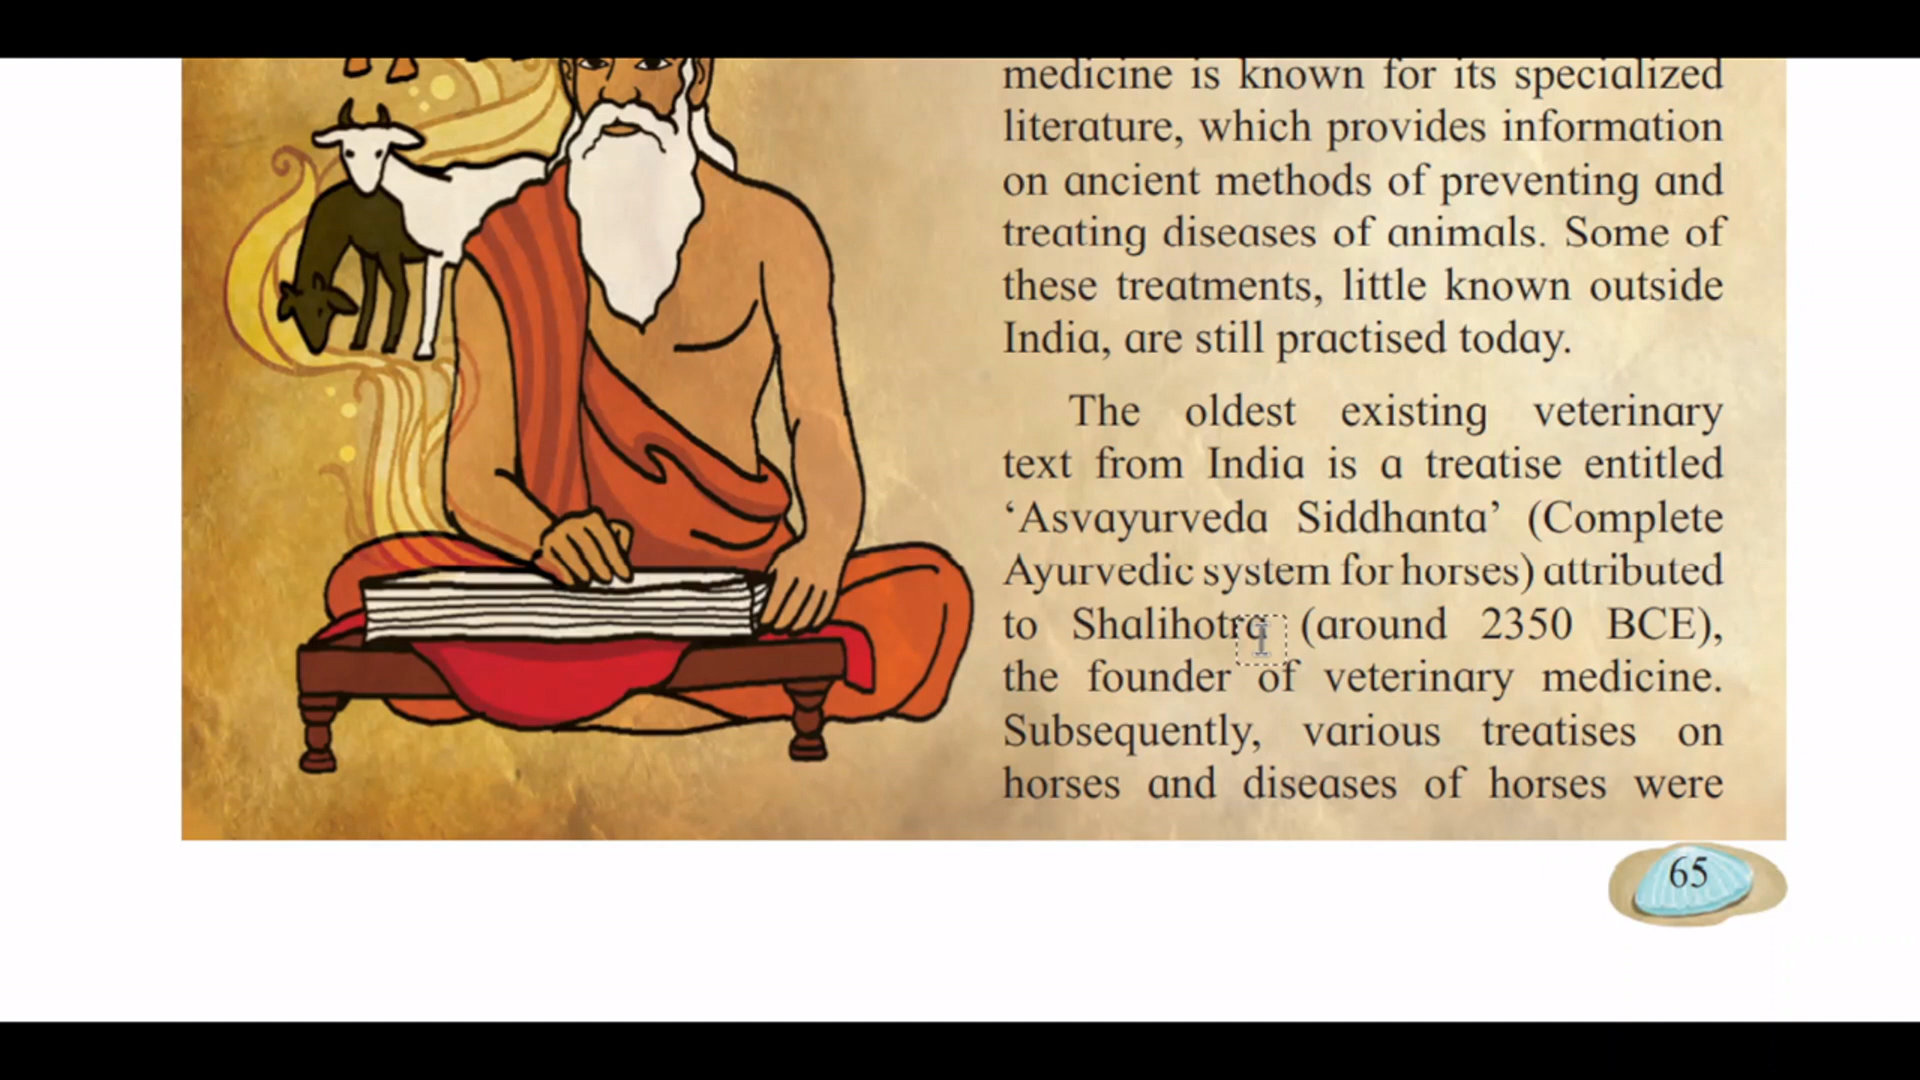 medicine is known for its specialized
literature, which provides information
on ancient methods of preventing and
treating diseases of animals. Some of
these treatments, little known outside
India, are still practised today.
The oldest existing veterinary
text from India is a treatise entitled
‘Asvayurveda Siddhanta’ (Complete
Ayurvedic system for horses) attributed
to Shalihotra (around 2350 BCE),
the founder of veterinary medicine.
Subsequently, various treatises on
horses and diseases of horses were
65